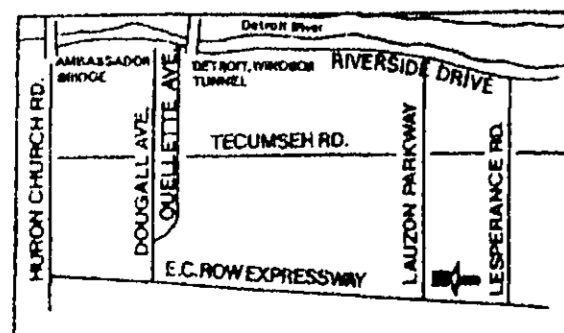 Detroit River
AMBASSADOR
BRIDGE
DETROIT, WINDSOR
TUNNEL
RIVERSIDE DRIVE
HURON CHURCH RD.
DOUGALL AVE.
OUELLETTE AVE.
TECUMSEH RD.
LAUZON PARKWAY
LESPERANCE RD.
E.C. ROW EXPRESSWAY